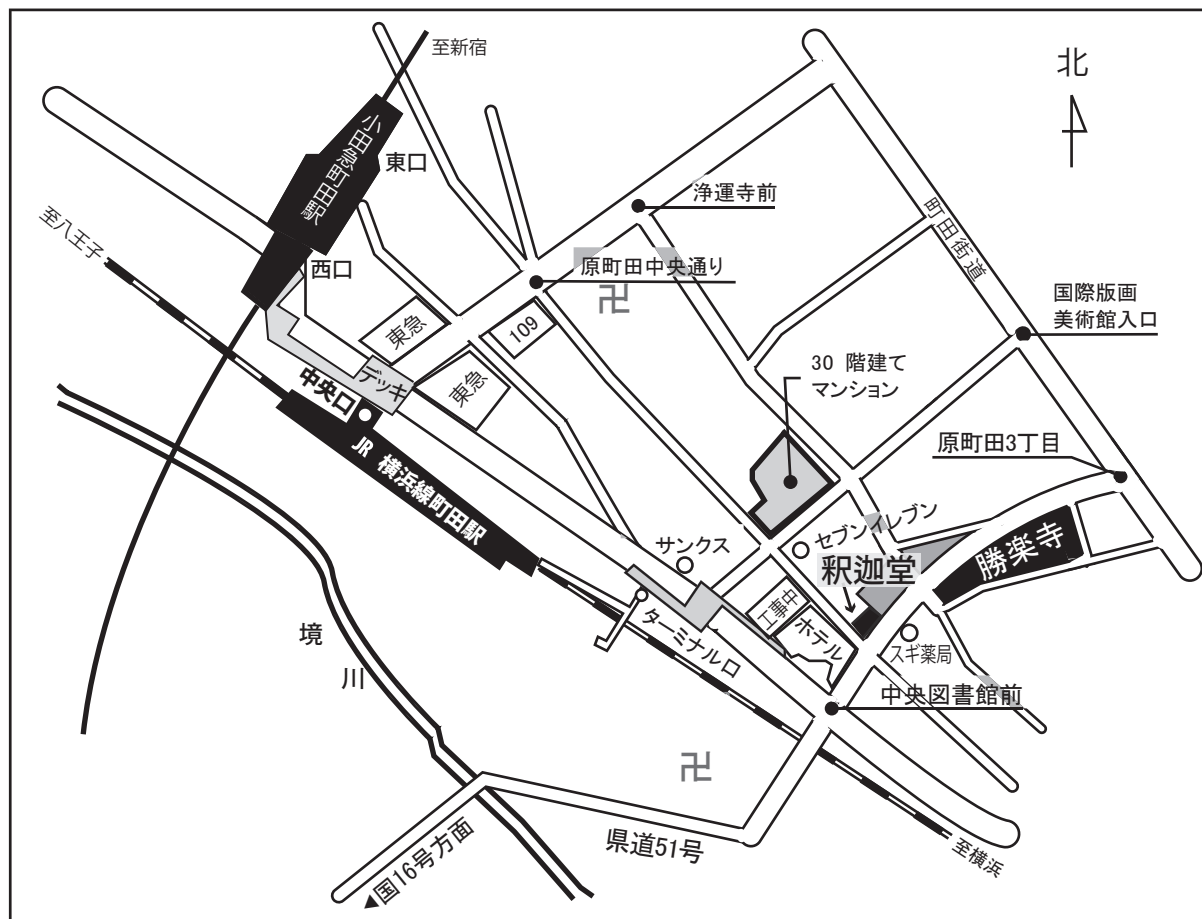 至新宿
北
小田急町田駅
東口
至八王子
西口
浄運寺前
町田街道
原町田中央通り
卍
国際版画
美術館入口
東急
109
30 階建て
マンション
デッキ
東急
中央口
原町田3丁目
JR 横浜線町田駅
セブンイレブン
サンクス
釈迦堂
勝楽寺
工事中
ホテル
ターミナル口
スギ薬局
境川
中央図書館前
卍
県道51号
至横浜
◀国16号方面